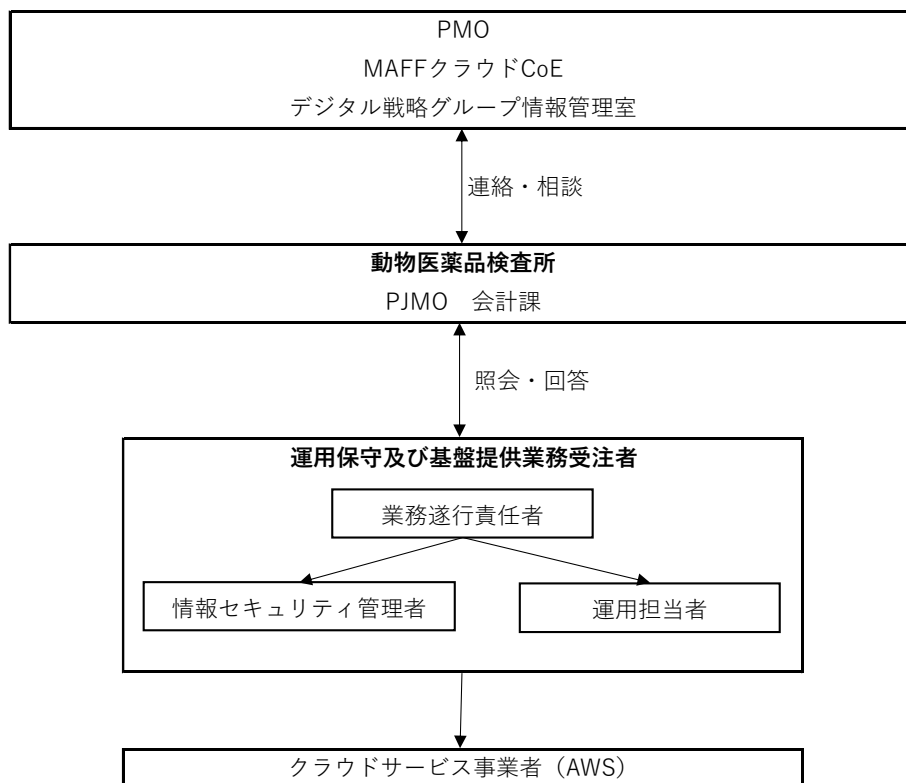 PMO
MAFFクラウドCoE
デジタル戦略グループ情報管理室
連絡・相談
動物医薬品検査所
PJMO　会計課
照会・回答
運用保守及び基盤提供業務受注者
業務遂行責任者
情報セキュリティ管理者
運用担当者
クラウドサービス事業者（AWS）